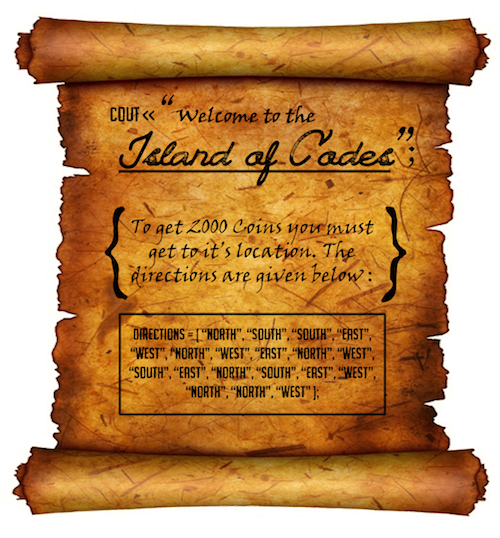 COUT<< "Welcome to the
Island of Codes";
{ To get 2000 Coins you must
get to it's location. The
directions are given below : }
DIRECTIONS = [ "NORTH", "SOUTH", "SOUTH", "EAST",
"WEST", "NORTH", "WEST", "EAST", "NORTH", "WEST",
"SOUTH", "EAST", "NORTH", "SOUTH", "EAST", "WEST",
"NORTH", "NORTH", "WEST" ];